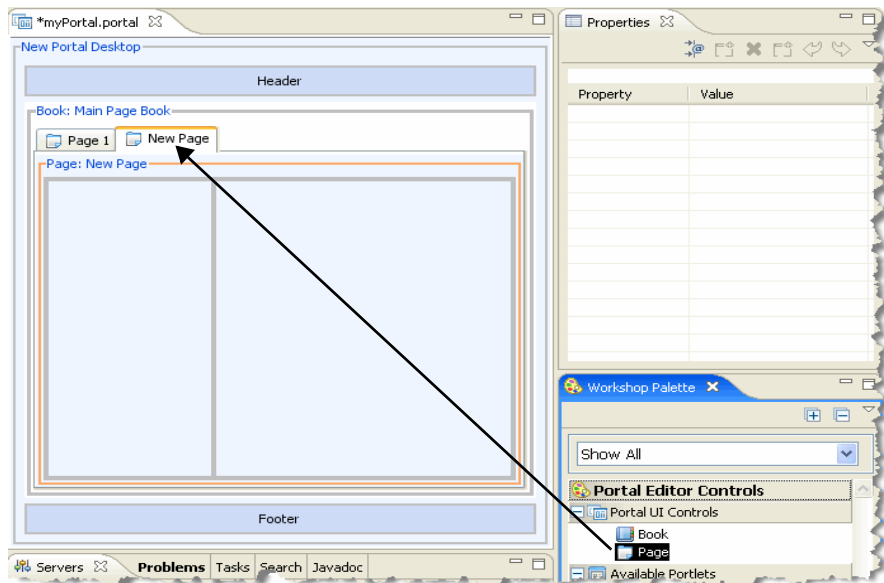 *myPortal.portal
New Portal Desktop
Header
Book: Main Page Book
Page 1
New Page
Page: New Page
Footer
Servers Problems Tasks Search Javadoc
Properties
Property Value
Workshop Palette
Show All
Portal Editor Controls
Portal UI Controls
Book
Page
Available Portlets